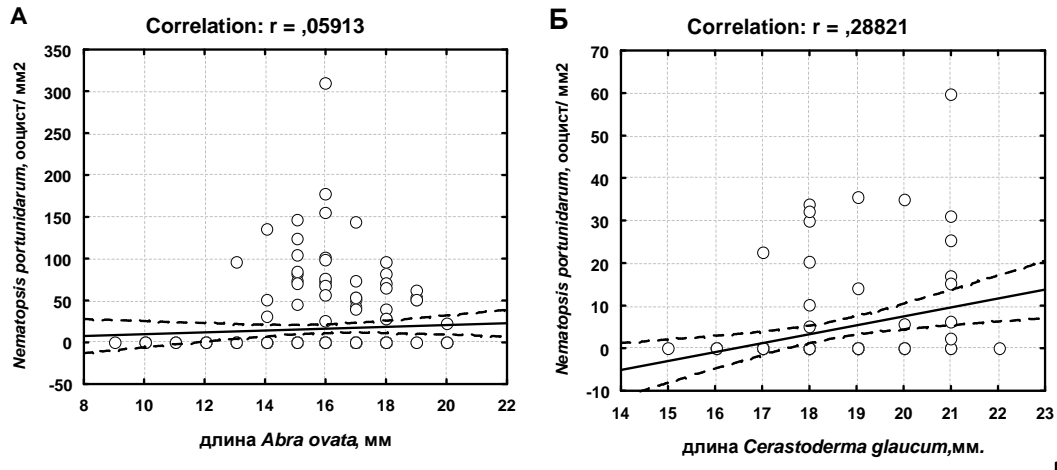 А
Correlation: r = ,05913
Nematopsis portunidarum, ооцист/ мм2
350
300
250
200
150
100
50
0
-50
8 10 12 14 16 18 20 22
длина Abra ovata, мм
Б
Correlation: r = ,28821
Nematopsis portunidarum, ооцист/ мм2
70
60
50
40
30
20
10
0
-10
14 15 16 17 18 19 20 21 22 23
длина Cerastoderma glaucum,мм.